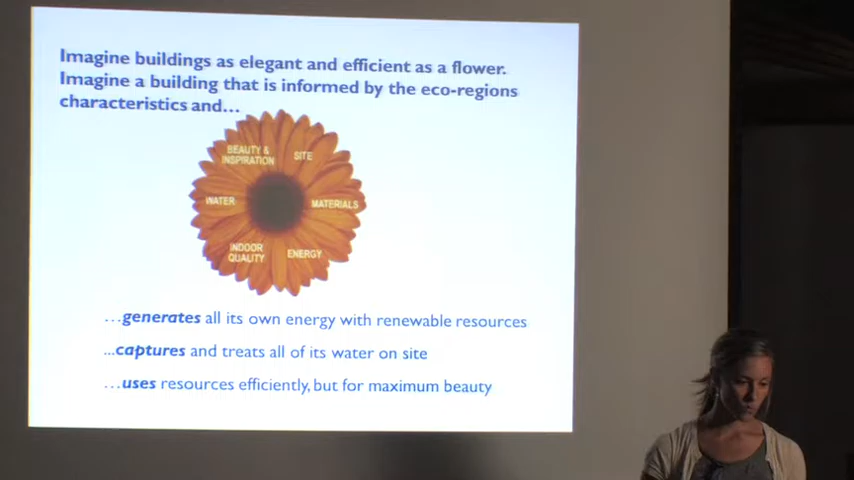 Imagine buildings as elegant and efficient as a flower.
Imagine a building that is informed by the eco-regions
characteristics and…
BEAUTY &
INSPIRATION
SITE
WATER
MATERIALS
INDOOR
QUALITY
ENERGY
…generates all its own energy with renewable resources
...captures and treats all of its water on site
…uses resources efficiently, but for maximum beauty